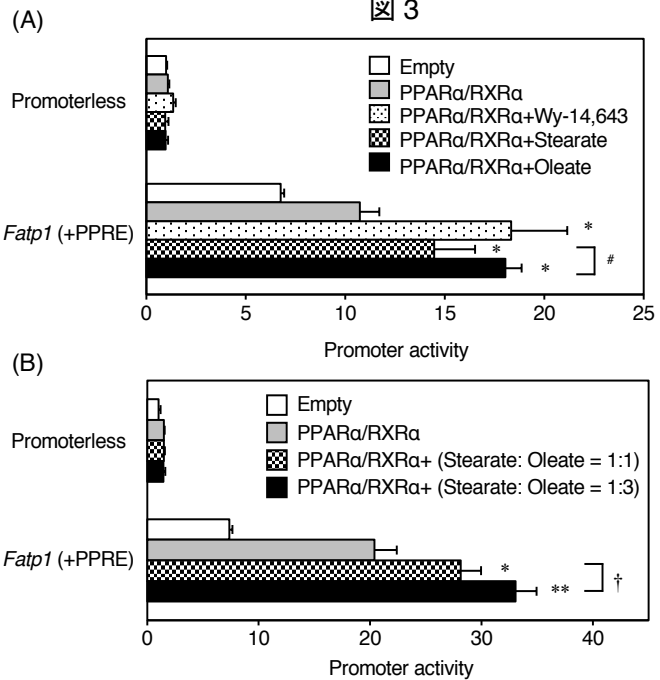 図 3
(A)
Promoterless
Fatp1 (+PPRE)
Empty
PPARα/RXRα
PPARα/RXRα+Wy-14,643
PPARα/RXRα+Stearate
PPARα/RXRα+Oleate
*
*
*
#
0 5 10 15 20 25
Promoter activity
(B)
Promoterless
Fatp1 (+PPRE)
Empty
PPARα/RXRα
PPARα/RXRα+ (Stearate: Oleate = 1:1)
PPARα/RXRα+ (Stearate: Oleate = 1:3)
*
**
†
0 10 20 30 40
Promoter activity